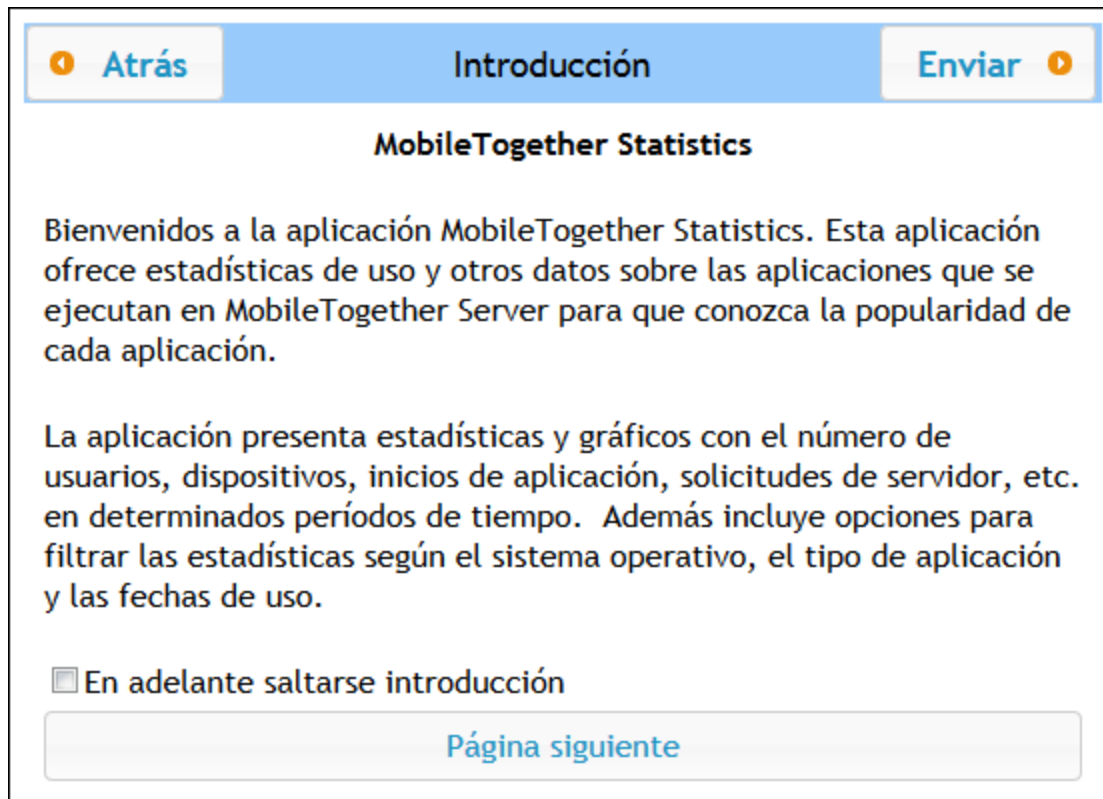 Atrás Introducción Enviar
MobileTogether Statistics
Bienvenidos a la aplicación MobileTogether Statistics. Esta aplicación
ofrece estadísticas de uso y otros datos sobre las aplicaciones que se
ejecutan en MobileTogether Server para que conozca la popularidad de
cada aplicación.
La aplicación presenta estadísticas y gráficos con el número de
usuarios, dispositivos, inicios de aplicación, solicitudes de servidor, etc.
en determinados períodos de tiempo.  Además incluye opciones para
filtrar las estadísticas según el sistema operativo, el tipo de aplicación
y las fechas de uso.
En adelante saltarse introducción
Página siguiente